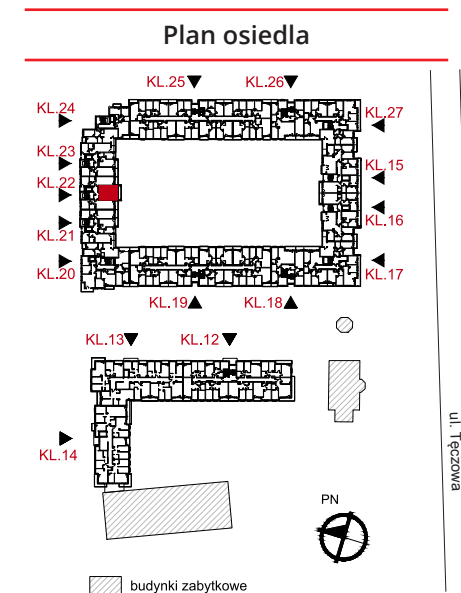 Plan osiedla
KL.25 KL.26
KL.24 KL.27
KL.23 KL.15
KL.22
KL.21 KL.16
KL.20 KL.17
KL.19 KL.18
KL.13 KL.12
KL.14
ul. Tęczowa
PN
budynki zabytkowe